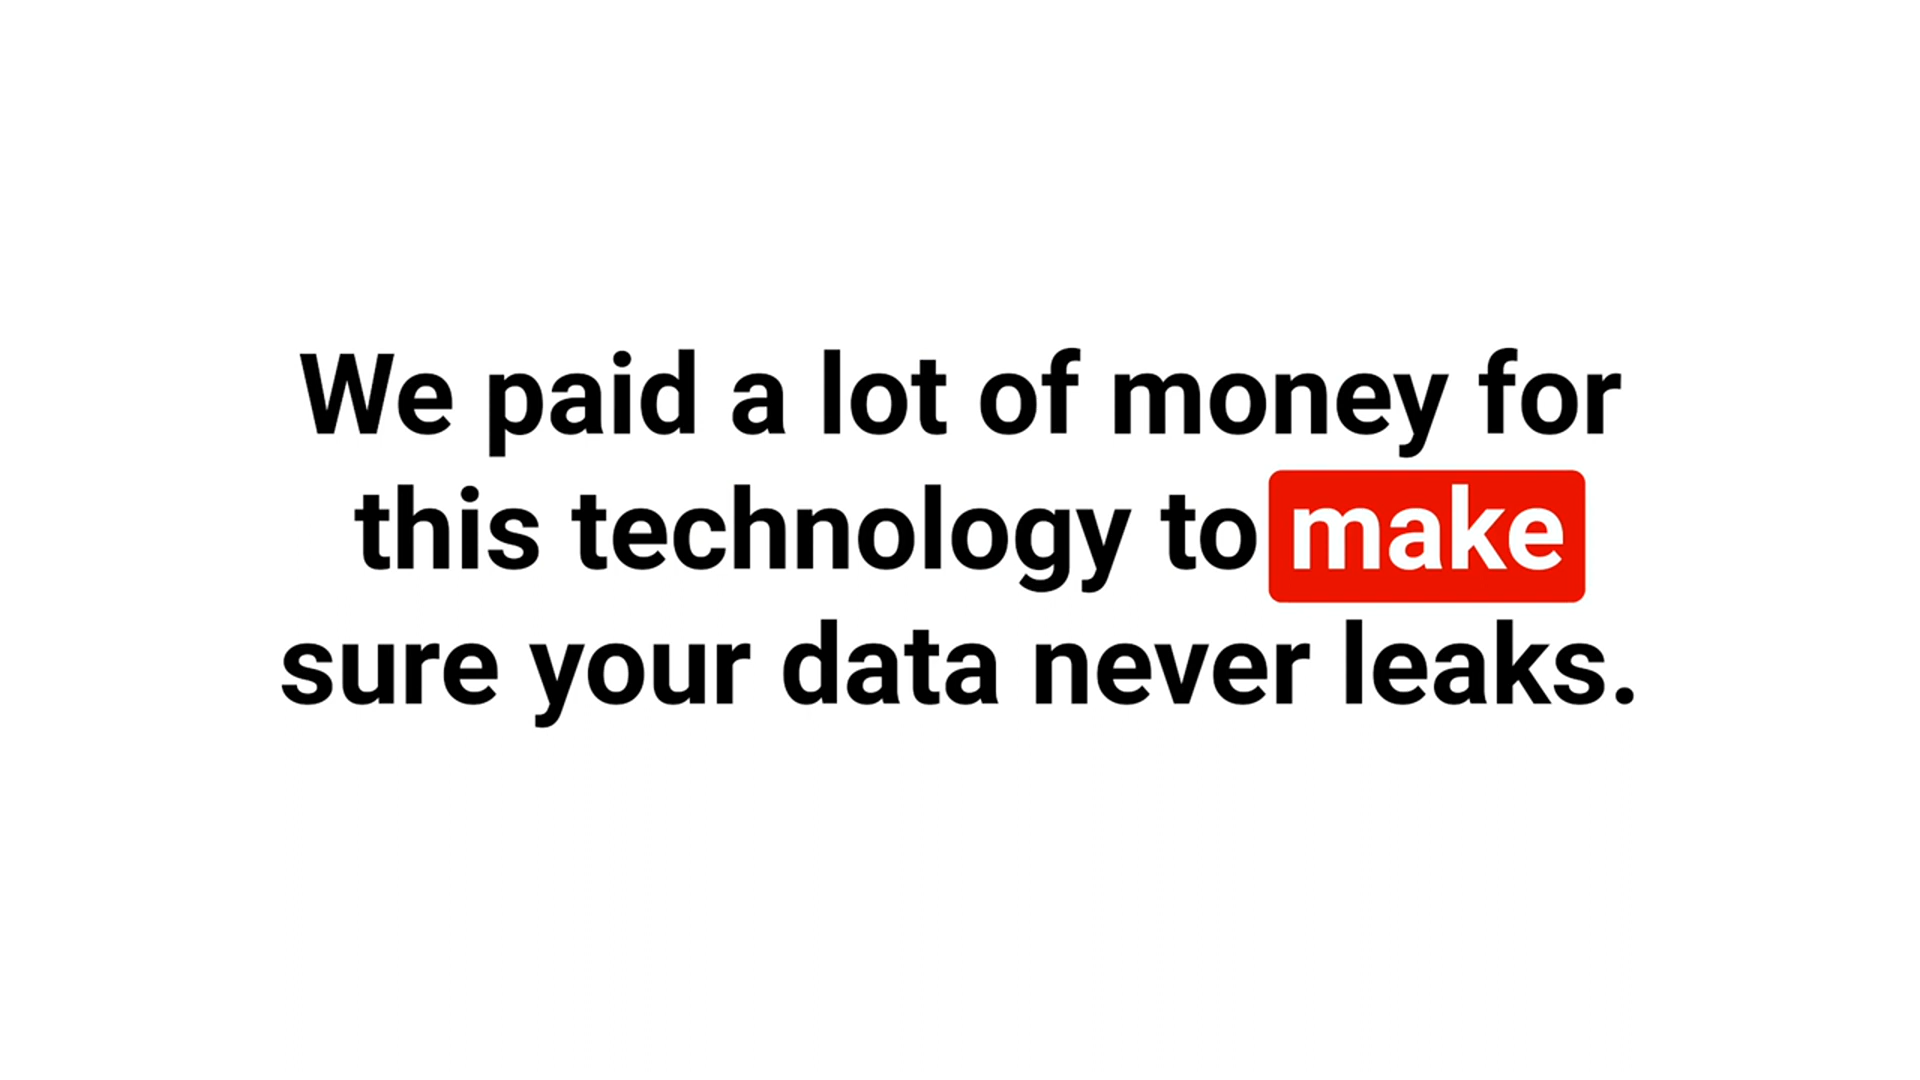 We paid a lot of money for
this technology to make
sure your data never leaks.